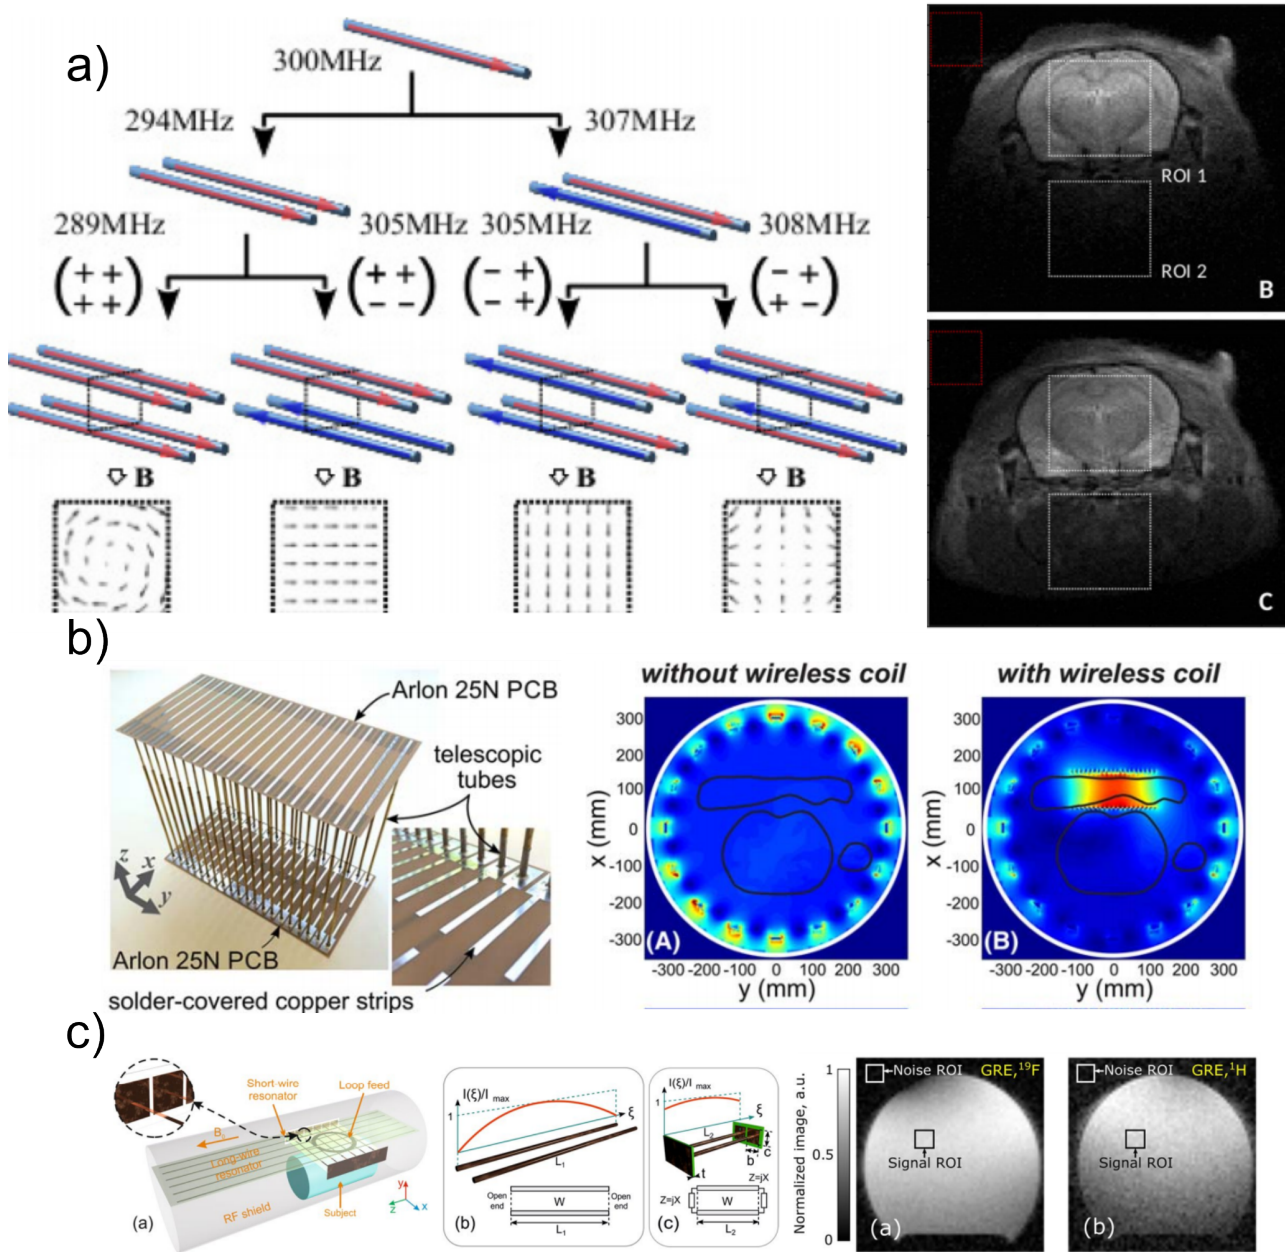 a)
300MHz
294MHz
307MHz
289MHz
305MHz
305MHz
308MHz
(+ +
+ +)
(+ +
- -)
(- +
- +)
(- +
+ -)
B
B
B
B
ROI 1
ROI 2
B
C
b)
Arlon 25N PCB
telescopic
tubes
z
x
y
Arlon 25N PCB
solder-covered copper strips
without wireless coil
300
200
100
0
-100
-200
-300
x (mm)
(A)
-300 -200 -100 0 100 200 300
y (mm)
with wireless coil
300
200
100
0
-100
-200
-300
x (mm)
(B)
-300 -200 -100 0 100 200 300
y (mm)
c)
Short-wire
resonator
Loop feed
B₀
Long-wire
resonator
RF shield
Subject
y
z
x
(a)
I(ξ)/I max
1
ξ
L₁
Open
end
W
Open
end
L₁
(b)
I(ξ)/I max
1
ξ
L₂
c
b
t
Z=jX
Z=jX
W
L₂
(c)
Normalized image, a.u.
1
0.5
0
Noise ROI
GRE,¹⁹F
Signal ROI
(a)
Noise ROI
GRE,¹H
Signal ROI
(b)